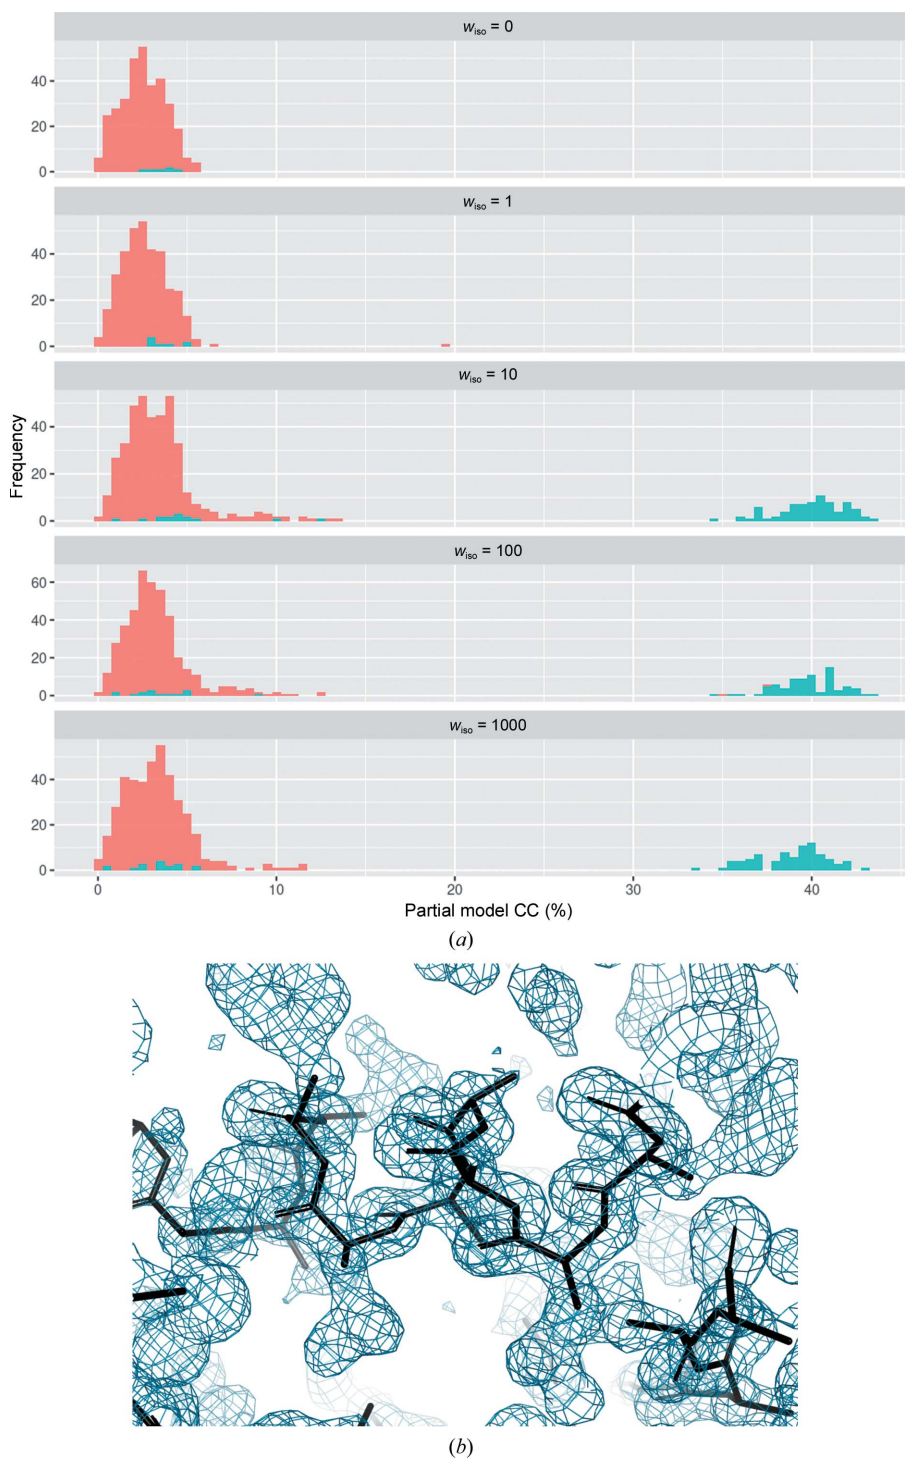 w_iso = 0
40
20
0
w_iso = 1
40
20
0
w_iso = 10
40
20
0
Frequency
w_iso = 100
60
40
20
0
w_iso = 1000
40
20
0
0 10 20 30 40
Partial model CC (%)
(a)
(b)